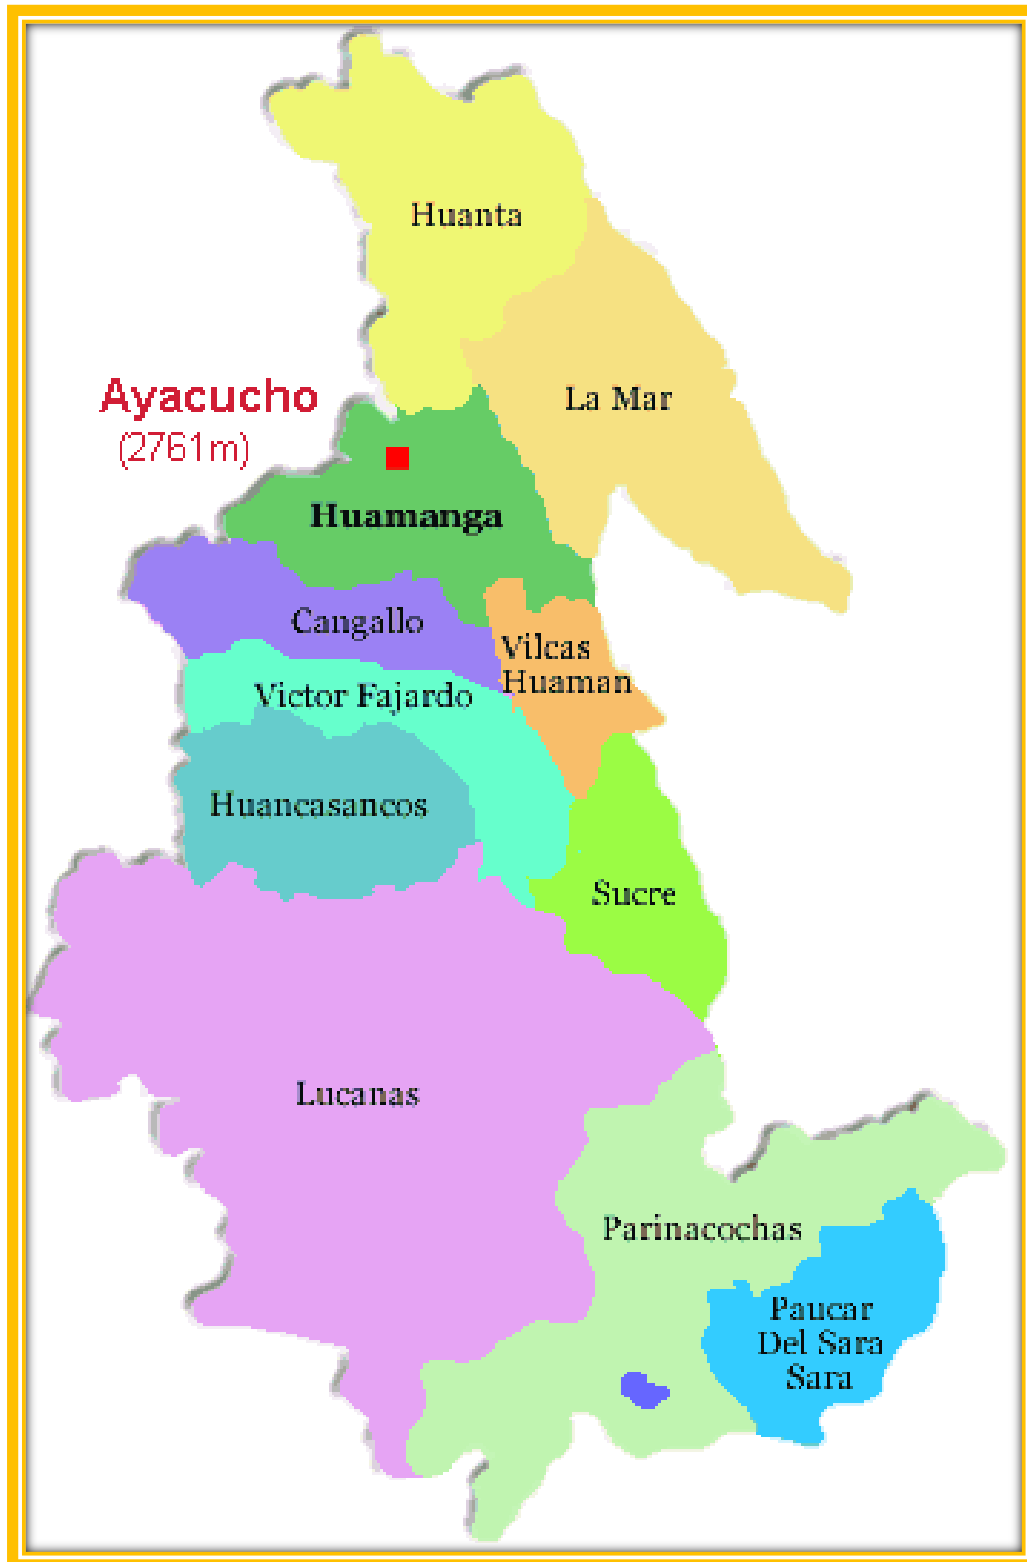 Huanta
Ayacucho
(2761m)
La Mar
Huamanga
Cangallo
Vilcas
Huaman
Victor Fajardo
Huancasancos
Sucre
Lucanas
Parinacochas
Paucar
Del Sara
Sara